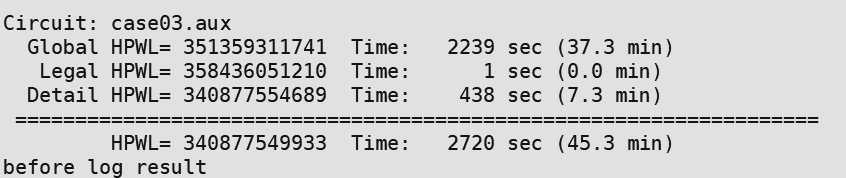 Circuit: case03.aux
  Global HPWL= 351359311741  Time:   2239 sec (37.3 min)
   Legal HPWL= 358436051210  Time:      1 sec (0.0 min)
  Detail HPWL= 340877554689  Time:    438 sec (7.3 min)
 ===================================================================
         HPWL= 340877549933  Time:   2720 sec (45.3 min)
before log result